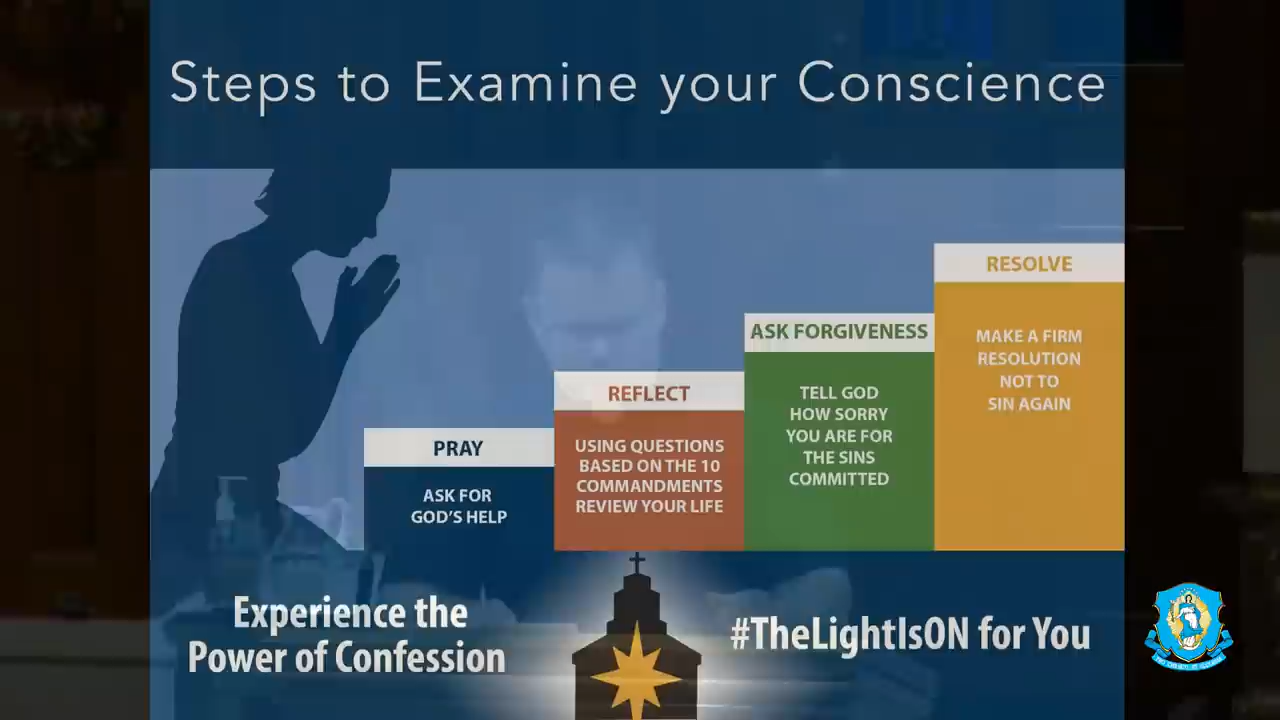 Steps to Examine your Conscience
PRAY
ASK FOR
GOD'S HELP
REFLECT
USING QUESTIONS
BASED ON THE 10
COMMANDMENTS
REVIEW YOUR LIFE
ASK FORGIVENESS
TELL GOD
HOW SORRY
YOU ARE FOR
THE SINS
COMMITTED
RESOLVE
MAKE A FIRM
RESOLUTION
NOT TO
SIN AGAIN
Experience the
Power of Confession
#TheLightIsON for You